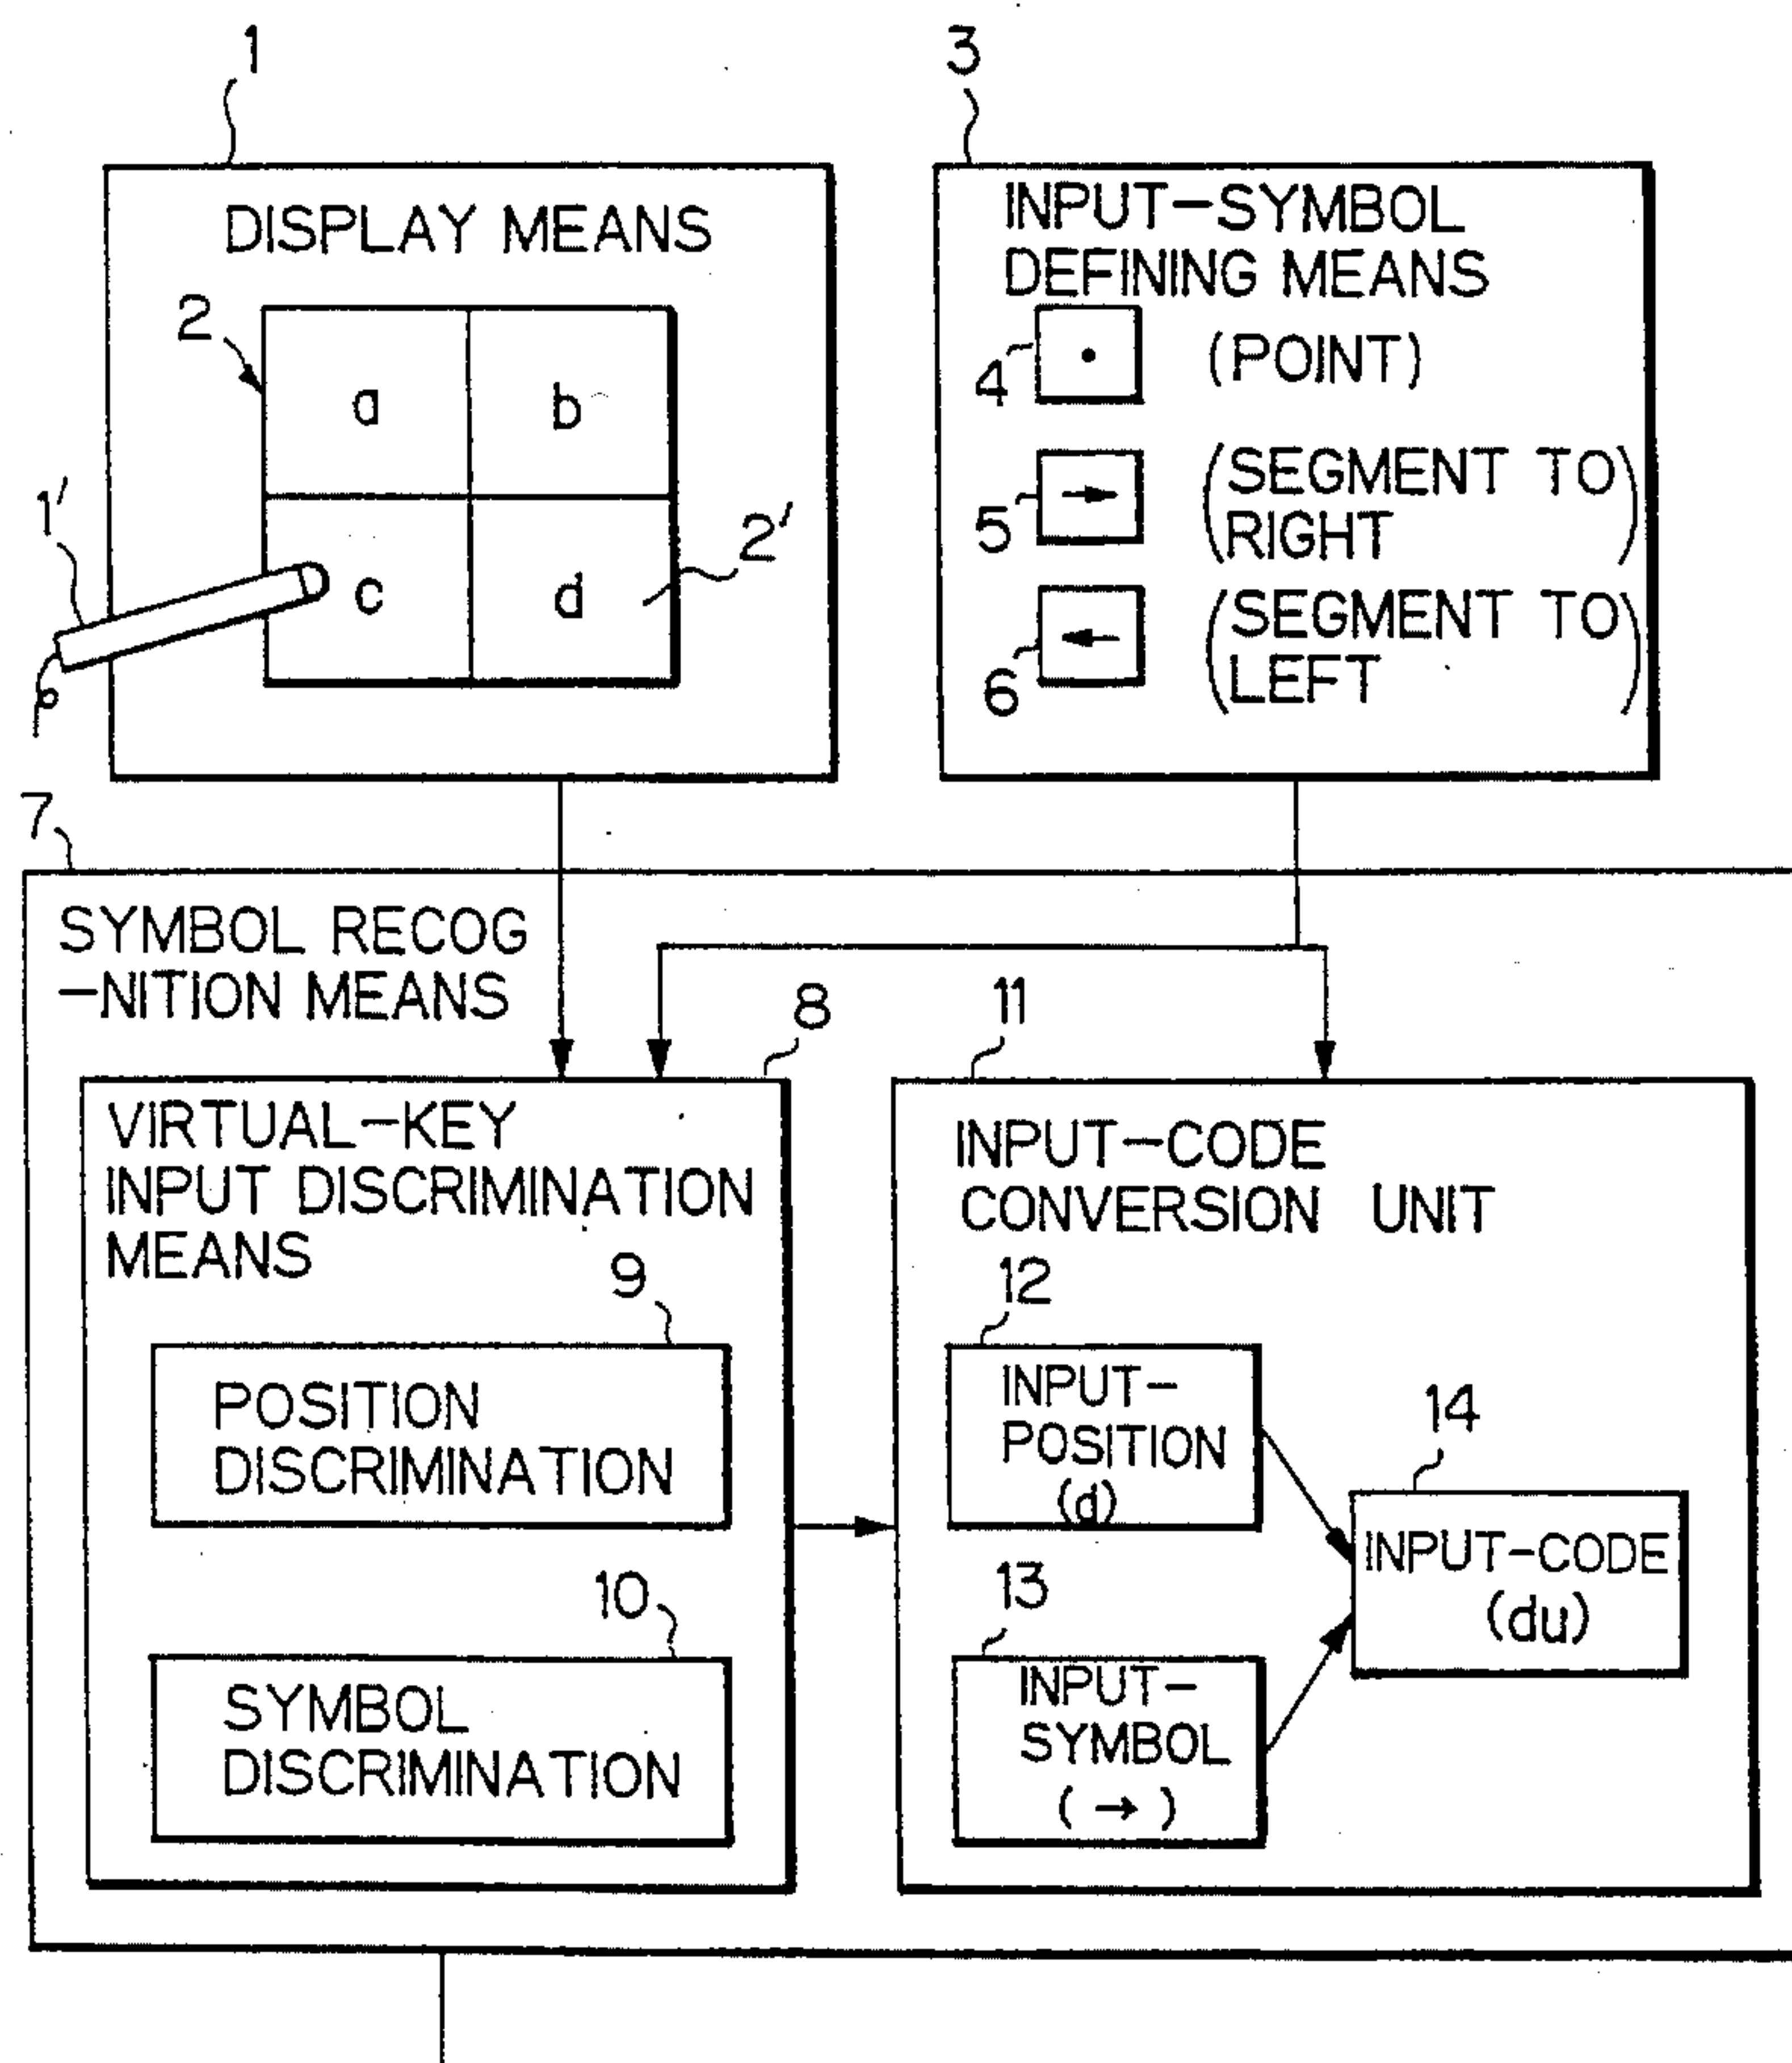 1
DISPLAY MEANS
2
a
b
1'
c
d
2'
3
INPUT-SYMBOL
DEFINING MEANS
4
(POINT)
5
(SEGMENT TO
RIGHT)
6
(SEGMENT TO
LEFT)
7
SYMBOL RECOG
-NITION MEANS
8
VIRTUAL-KEY
INPUT DISCRIMINATION
MEANS
9
POSITION
DISCRIMINATION
10
SYMBOL
DISCRIMINATION
11
INPUT-CODE
CONVERSION UNIT
12
INPUT-
POSITION
(d)
13
INPUT-
SYMBOL
(→)
14
INPUT-CODE
(du)